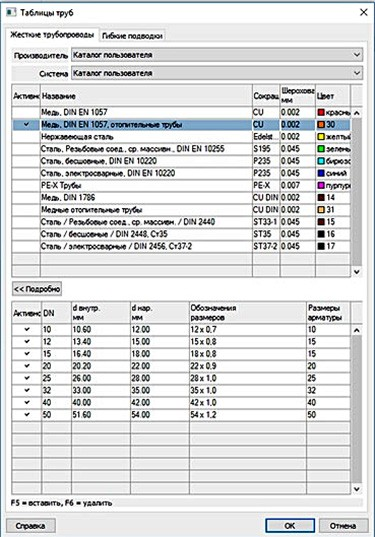 Таблицы труб
Жесткие трубопроводы Гибкие подводки
Производитель Каталог пользователя
Система Каталог пользователя
Активно Название Сокращ Шерохова мм Цвет
Медь, DIN EN 1057 CU 0.002 красны
Медь, DIN EN 1057, отопительные трубы CU 0.002 30
Нержавеющая сталь Edelst... 0.002 желты
Сталь, Резьбовые соед., ср. массивн., DIN EN 10255 S195 0.045 зелень
Сталь, бесшовные, DIN EN 10220 P235 0.045 бирюзо
Сталь, электросварные, DIN EN 10220 P235 0.045 синий
PE-X Трубы PE-X 0.007 пурпур
Медь, DIN 1786 CU DIN 0.002 14
Медные отопительные трубы CU DIN 0.002 31
Сталь / Резьбовые соед., ср. массивн. / DIN 2440 ST33-1 0.045 15
Сталь / бесшовные / DIN 2448, Ст35 ST35 0.045 16
Сталь / электросварные / DIN 2456, Ст37-2 ST37-2 0.045 17
<< Подробно
Активно DN d внутр. мм d нар. мм Обозначения размеров Размеры арматуры
10 10.60 12.00 12 x 0,7 10
12 13.40 15.00 15 x 0,8 15
15 16.40 18.00 18 x 0,8 15
20 20.20 22.00 22 x 0,9 20
25 26.00 28.00 28 x 1,0 25
32 33.00 35.00 35 x 1,0 32
40 40.00 42.00 42 x 1,0 40
50 51.60 54.00 54 x 1,2 50
F5 = вставить, F6 = удалить
Справка OK Отмена